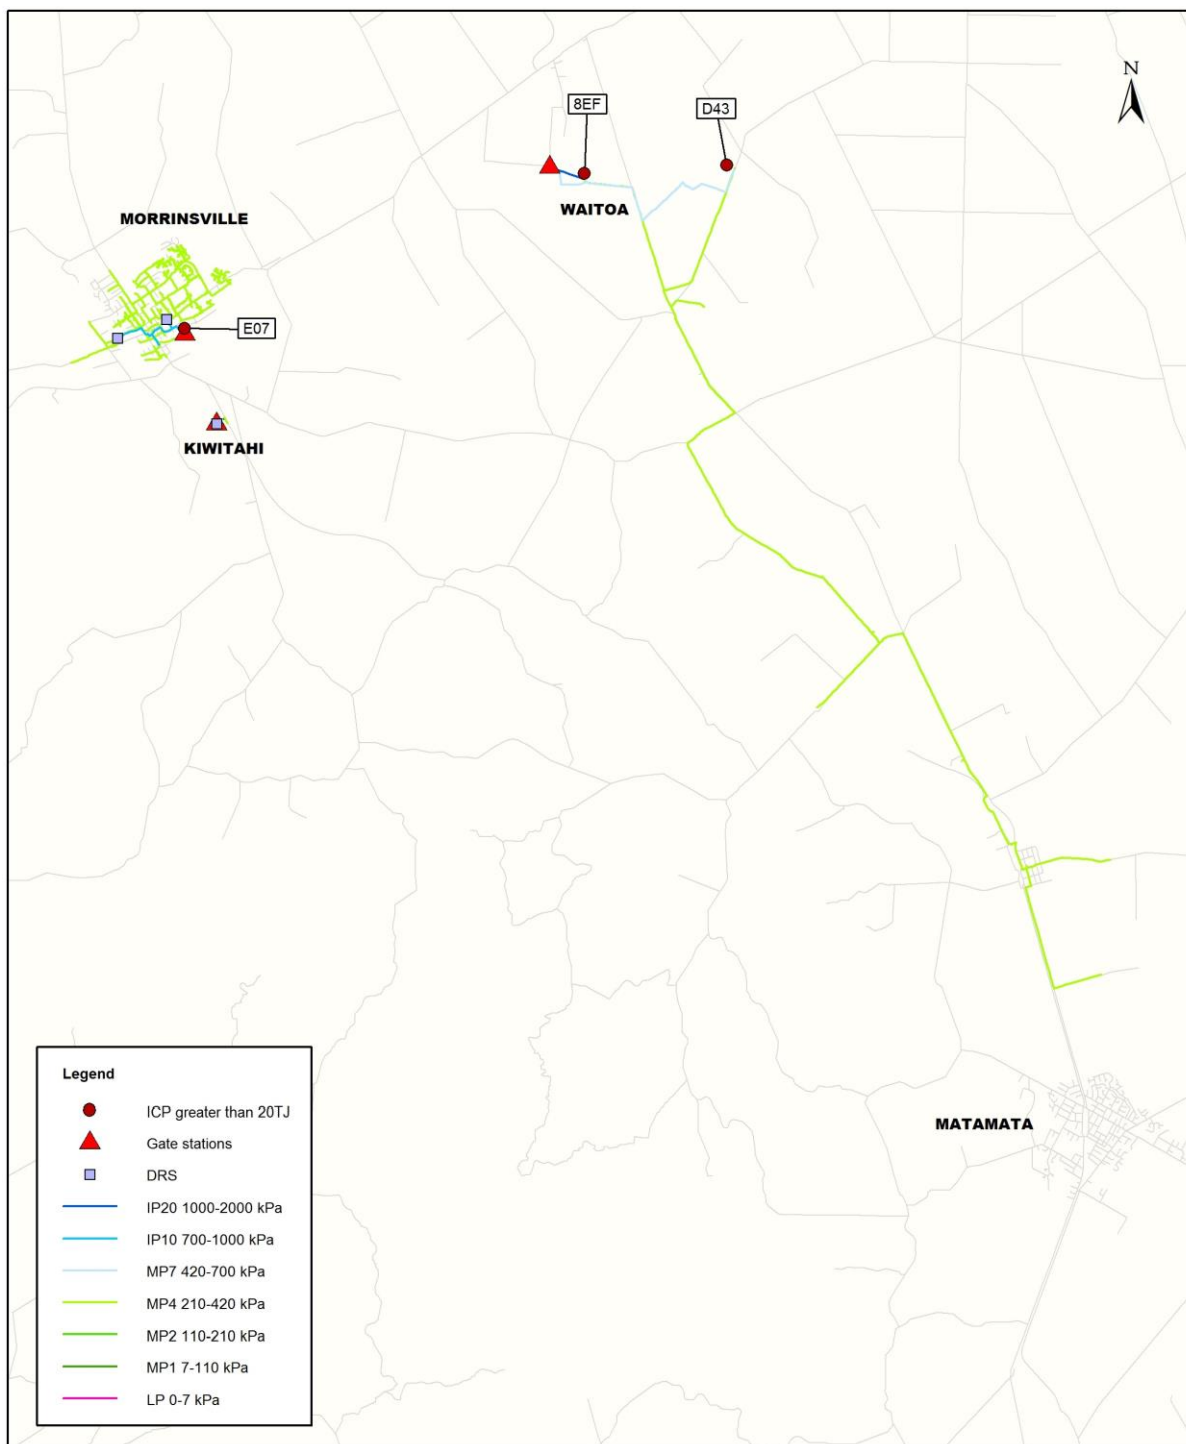 N
8EF
D43
WAITOA
MORRINSVILLE
E07
KIWITAHI
MATAMATA
Legend
ICP greater than 20TJ
Gate stations
DRS
IP20 1000-2000 kPa
IP10 700-1000 kPa
MP7 420-700 kPa
MP4 210-420 kPa
MP2 110-210 kPa
MP1 7-110 kPa
LP 0-7 kPa